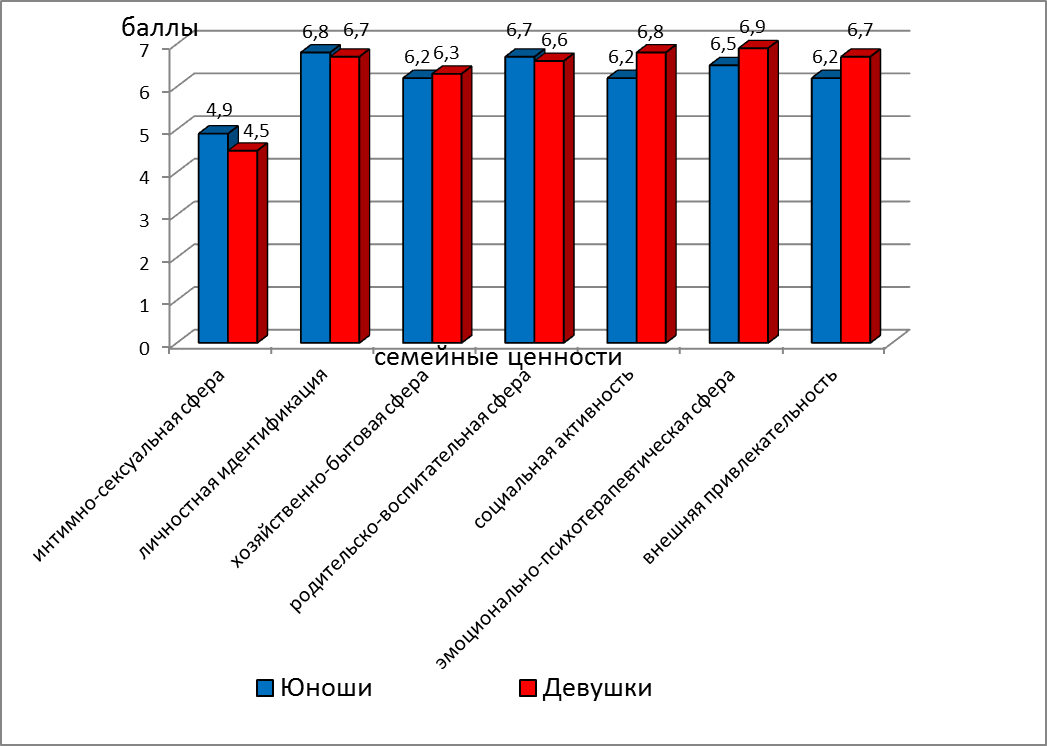 баллы
7
6
5
4
3
2
1
0
4,9
4,5
6,8
6,7
6,2
6,3
6,7
6,6
6,2
6,8
6,5
6,9
6,2
6,7
семейные ценности
интимно-сексуальная сфера
личностная идентификация
хозяйственно-бытовая сфера
родительско-воспитательная сфера
социальная активность
эмоционально-психотерапевтическая сфера
внешняя привлекательность
Юноши
Девушки